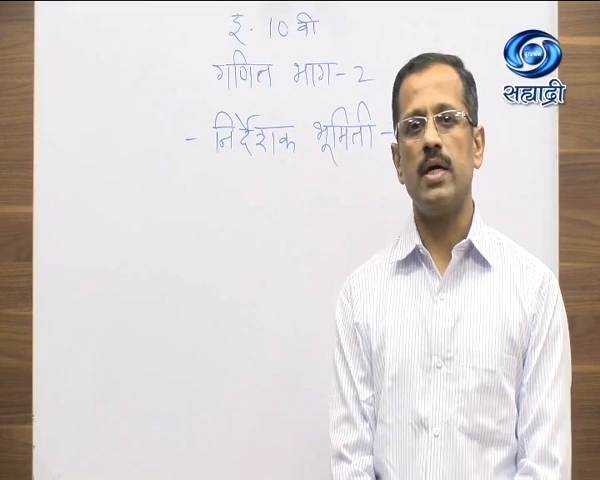 इ. 10 वी
गणित भाग-2
- निर्देशक भूमिती -
सह्याद्री